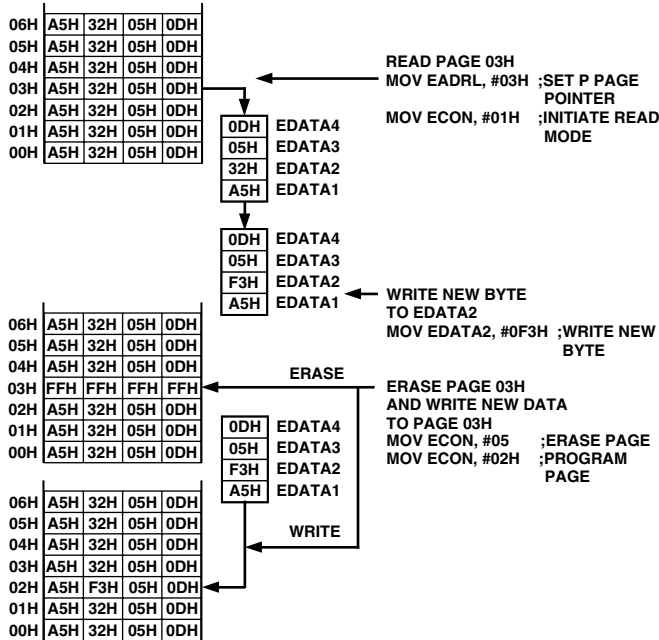 06H A5H 32H 05H 0DH
05H A5H 32H 05H 0DH
04H A5H 32H 05H 0DH
03H A5H 32H 05H 0DH
02H A5H 32H 05H 0DH
01H A5H 32H 05H 0DH
00H A5H 32H 05H 0DH
READ PAGE 03H
MOV EADRL, #03H ;SET P PAGE
POINTER
MOV ECON, #01H ;INITIATE READ
MODE
0DH EDATA4
05H EDATA3
32H EDATA2
A5H EDATA1
0DH EDATA4
05H EDATA3
F3H EDATA2
A5H EDATA1
WRITE NEW BYTE
TO EDATA2
MOV EDATA2, #0F3H ;WRITE NEW
BYTE
06H A5H 32H 05H 0DH
05H A5H 32H 05H 0DH
04H A5H 32H 05H 0DH
03H FFH FFH FFH FFH
02H A5H 32H 05H 0DH
01H A5H 32H 05H 0DH
00H A5H 32H 05H 0DH
ERASE
ERASE PAGE 03H
AND WRITE NEW DATA
TO PAGE 03H
MOV ECON, #05 ;ERASE PAGE
MOV ECON, #02H ;PROGRAM
PAGE
0DH EDATA4
05H EDATA3
F3H EDATA2
A5H EDATA1
WRITE
06H A5H 32H 05H 0DH
05H A5H 32H 05H 0DH
04H A5H 32H 05H 0DH
03H A5H 32H 05H 0DH
02H A5H F3H 05H 0DH
01H A5H 32H 05H 0DH
00H A5H 32H 05H 0DH